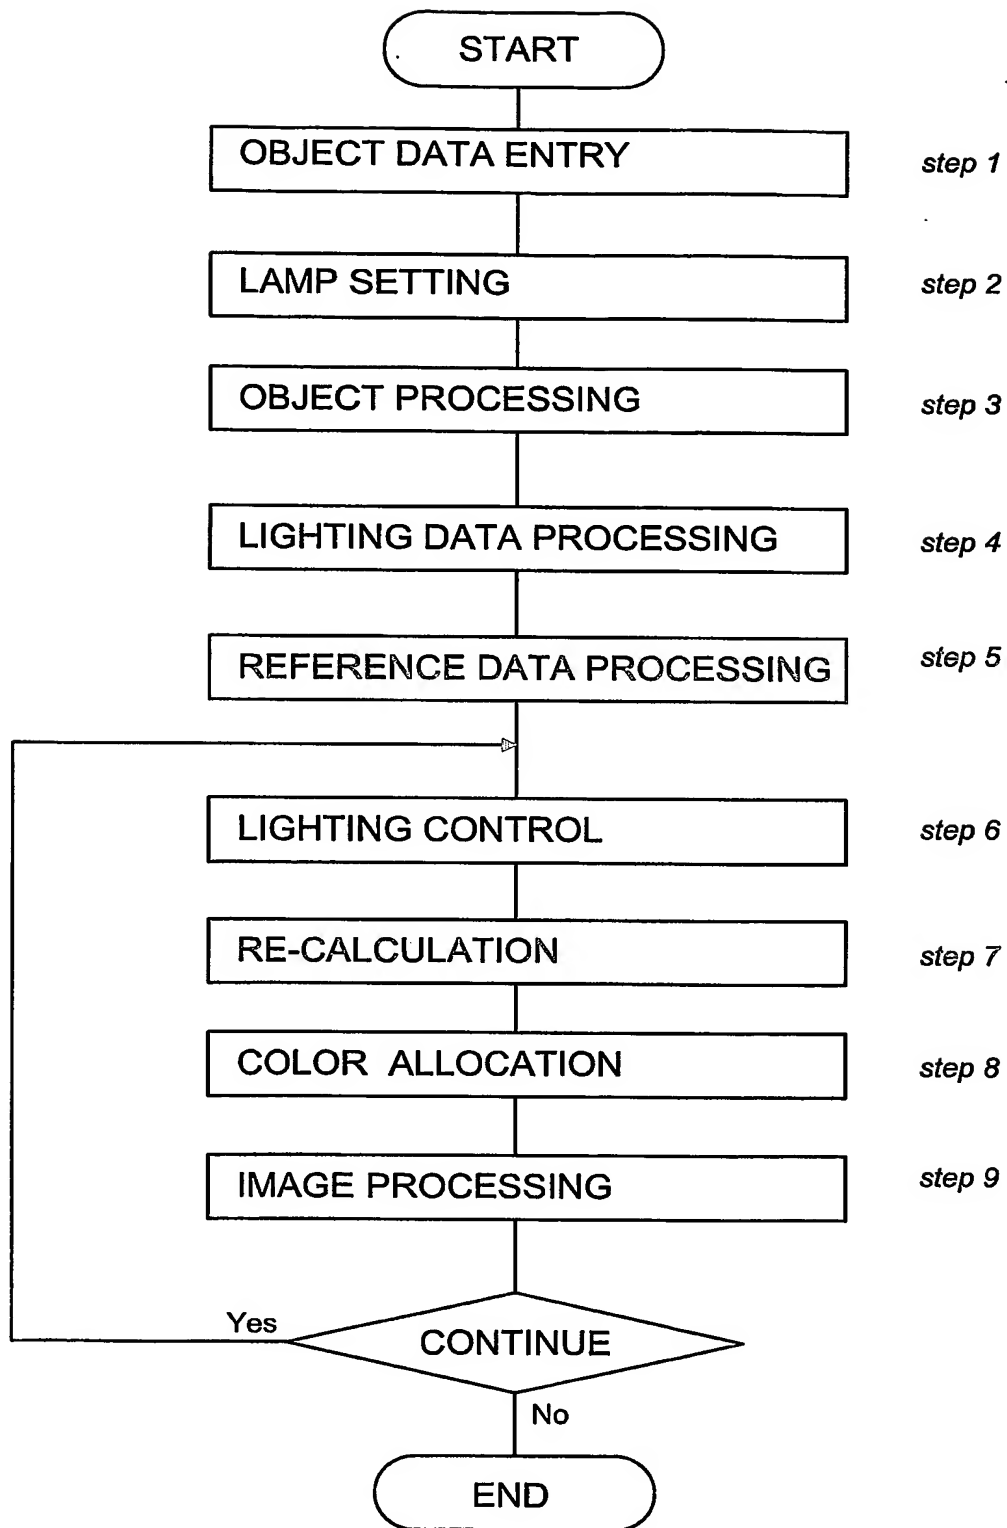 START
OBJECT DATA ENTRY
step 1
LAMP SETTING
step 2
OBJECT PROCESSING
step 3
LIGHTING DATA PROCESSING
step 4
REFERENCE DATA PROCESSING
step 5
LIGHTING CONTROL
step 6
RE-CALCULATION
step 7
COLOR ALLOCATION
step 8
IMAGE PROCESSING
step 9
Yes
CONTINUE
No
END